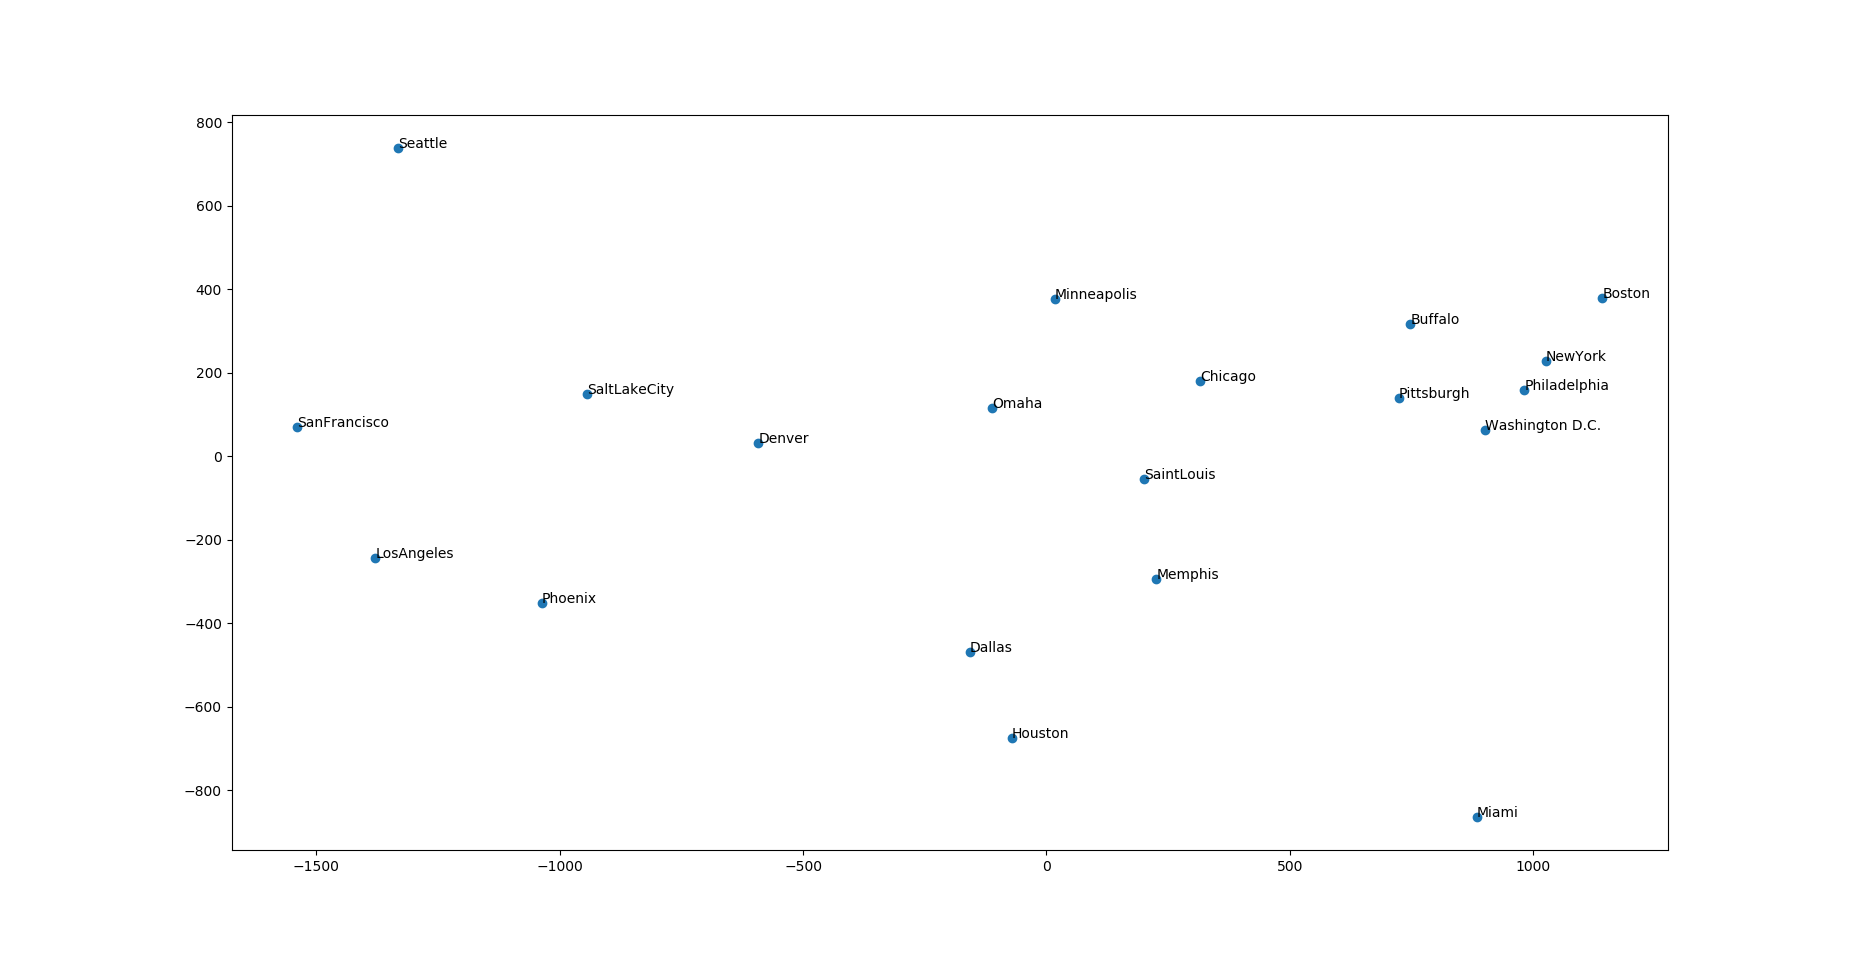 800
Seattle
600
400
Minneapolis
Boston
Buffalo
NewYork
200
Chicago
Philadelphia
SaltLakeCity
Pittsburgh
Omaha
SanFrancisco
Washington D.C.
Denver
0
SaintLouis
−200
LosAngeles
Memphis
Phoenix
−400
Dallas
−600
Houston
−800
Miami
−1500 −1000 −500 0 500 1000